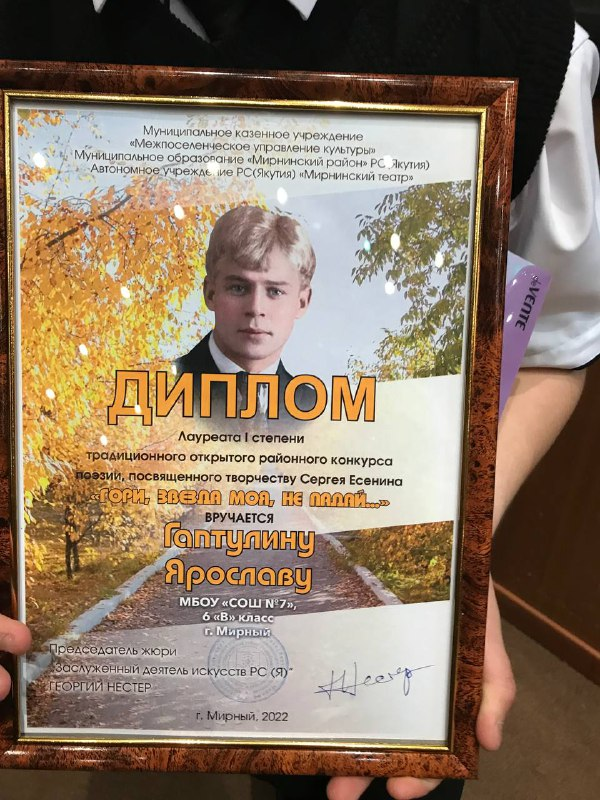 Муниципальное казенное учреждение
«Межпоселенческое управление культуры»
Муниципальное образование «Мирнинский район» РС(Якутия)
Автономное учреждение РС(Якутия) «Мирнинский театр»
ДИПЛОМ
Лауреата I степени
традиционного открытого районного конкурса
поэзии, посвященного творчеству Сергея Есенина
«ГОРИ, ЗВЕЗДА МОЯ, НЕ ПАДАЙ...»
ВРУЧАЕТСЯ
Гаптулину
Ярославу
МБОУ «СОШ №7»,
6 «В» класс
г. Мирный
Председатель жюри
"Заслуженный деятель искусств РС (Я)"
ГЕОРГИЙ НЕСТЕР
г. Мирный, 2022
deVENTE